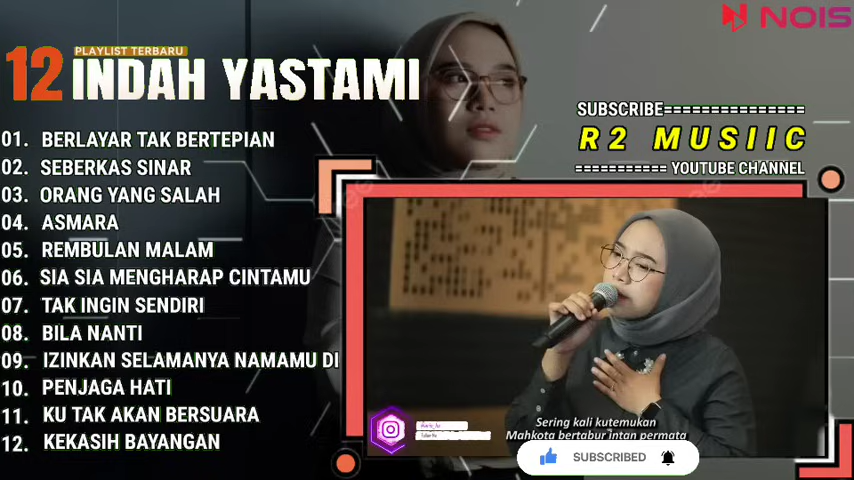 NOIS
PLAYLIST TERBARU
12 INDAH YASTAMI
SUBSCRIBE===============
R2 MUSIIC
=========== YOUTUBE CHANNEL
01. BERLAYAR TAK BERTEPIAN
02. SEBERKAS SINAR
03. ORANG YANG SALAH
04. ASMARA
05. REMBULAN MALAM
06. SIA SIA MENGHARAP CINTAMU
07. TAK INGIN SENDIRI
08. BILA NANTI
09. IZINKAN SELAMANYA NAMAMU DI
10. PENJAGA HATI
11. KU TAK AKAN BERSUARA
12. KEKASIH BAYANGAN
Sering kali kutemukan
Mahkota bertabur intan permata
SUBSCRIBED